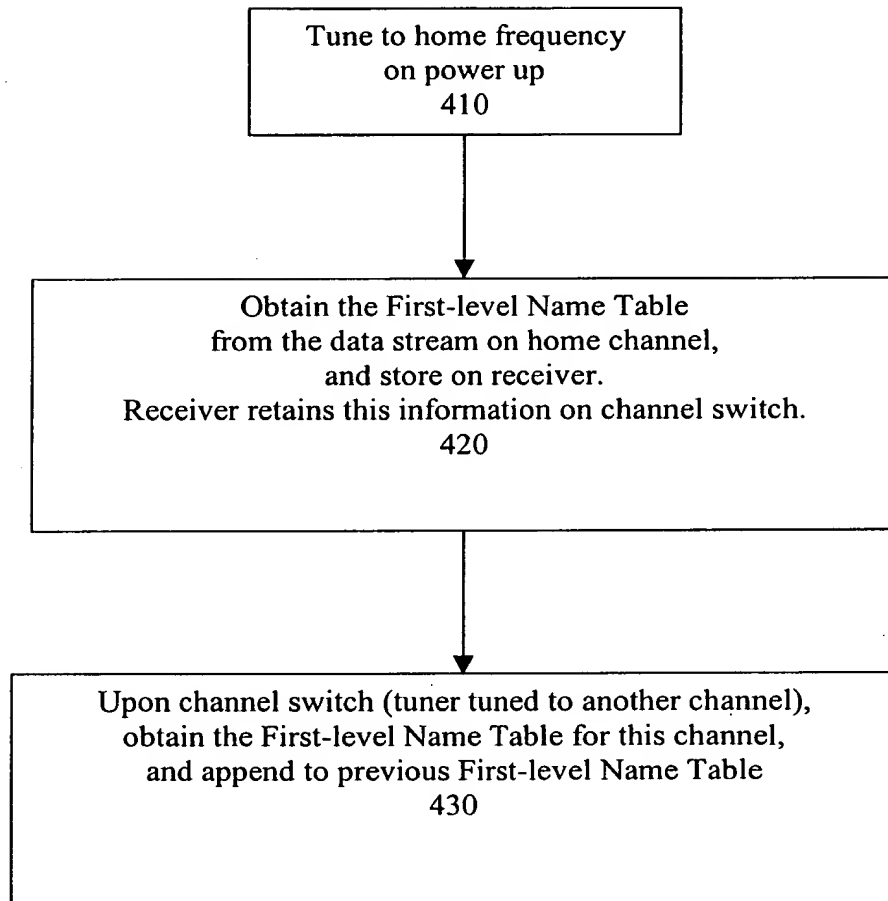 Tune to home frequency
on power up
410
Obtain the First-level Name Table
from the data stream on home channel,
and store on receiver.
Receiver retains this information on channel switch.
420
Upon channel switch (tuner tuned to another channel),
obtain the First-level Name Table for this channel,
and append to previous First-level Name Table
430